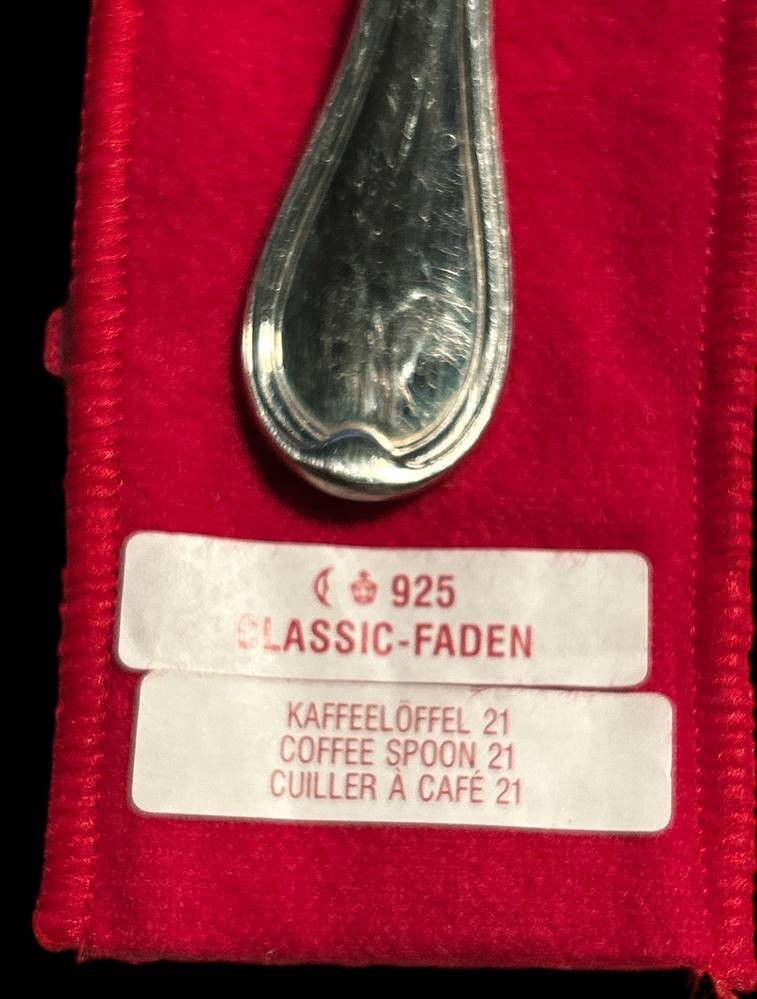 925
CLASSIC-FADEN
KAFFEELÖFFEL 21
COFFEE SPOON 21
CUILLER À CAFÉ 21